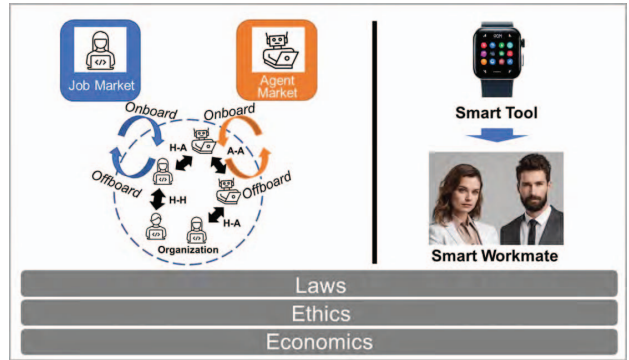 Job Market
Agent
Market
Onboard
Onboard
H-A
A-A
Offboard
Offboard
H-H
H-A
Organization
Smart Tool
Smart Workmate
Laws
Ethics
Economics